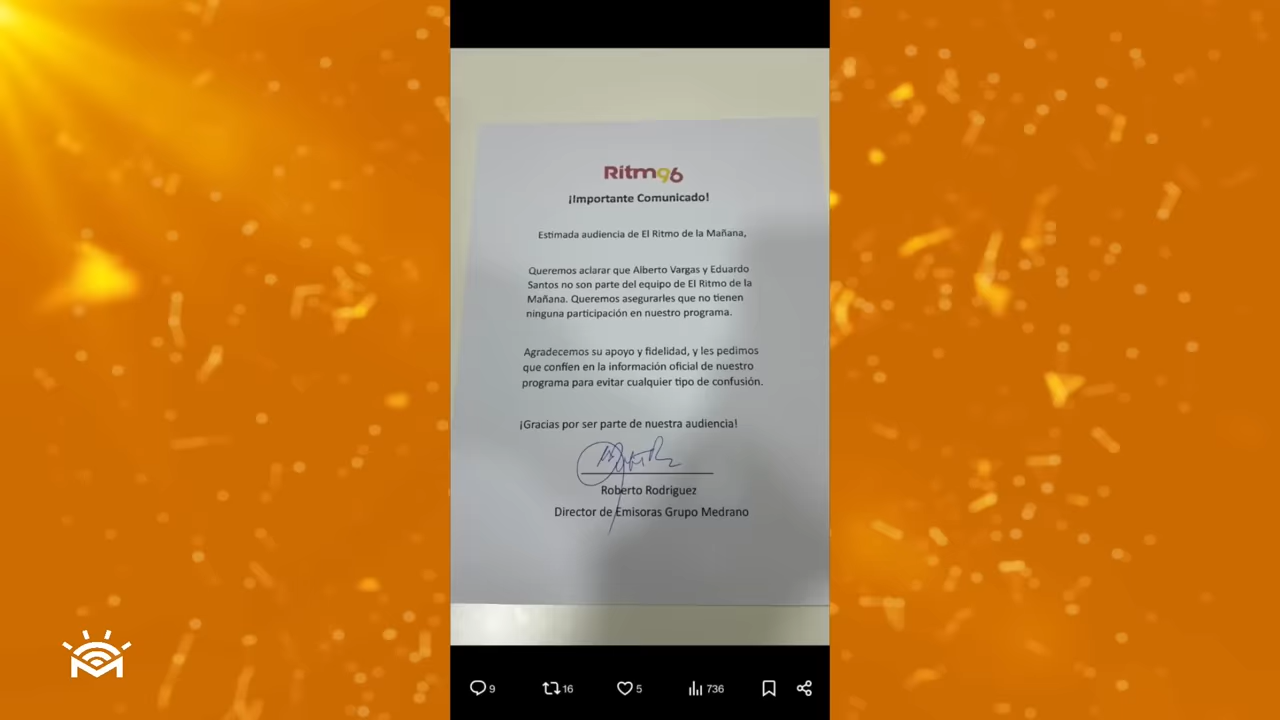 Ritm96
¡Importante Comunicado!
Estimada audiencia de El Ritmo de la Mañana,
Queremos aclarar que Alberto Vargas y Eduardo
Santos no son parte del equipo de El Ritmo de la
Mañana. Queremos asegurarles que no tienen
ninguna participación en nuestro programa.
Agradecemos su apoyo y fidelidad, y les pedimos
que confíen en la información oficial de nuestro
programa para evitar cualquier tipo de confusión.
¡Gracias por ser parte de nuestra audiencia!
Roberto Rodriguez
Director de Emisoras Grupo Medrano
9 16 5 736